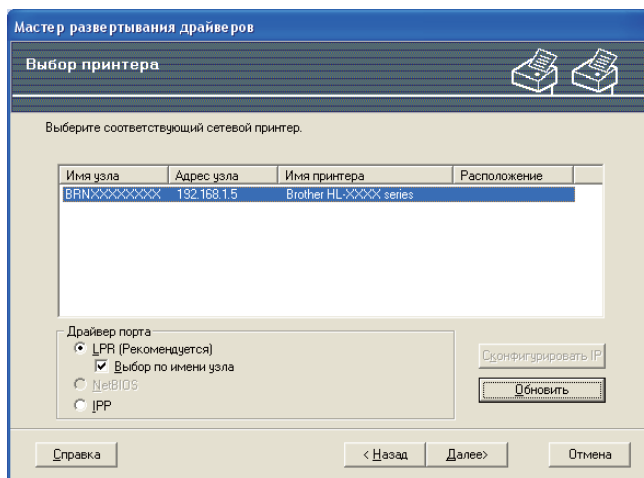 Мастер развертывания драйверов
Выбор принтера
Выберите соответствующий сетевой принтер.
Имя узла Адрес узла Имя принтера Расположение
BRNXXXXXXXX 192.168.1.5 Brother HL-XXXX series
Драйвер порта
LPR (Рекомендуется)
Выбор по имени узла
NetBIOS
IPP
Сконфигурировать IP
Обновить
Справка < Назад Далее> Отмена